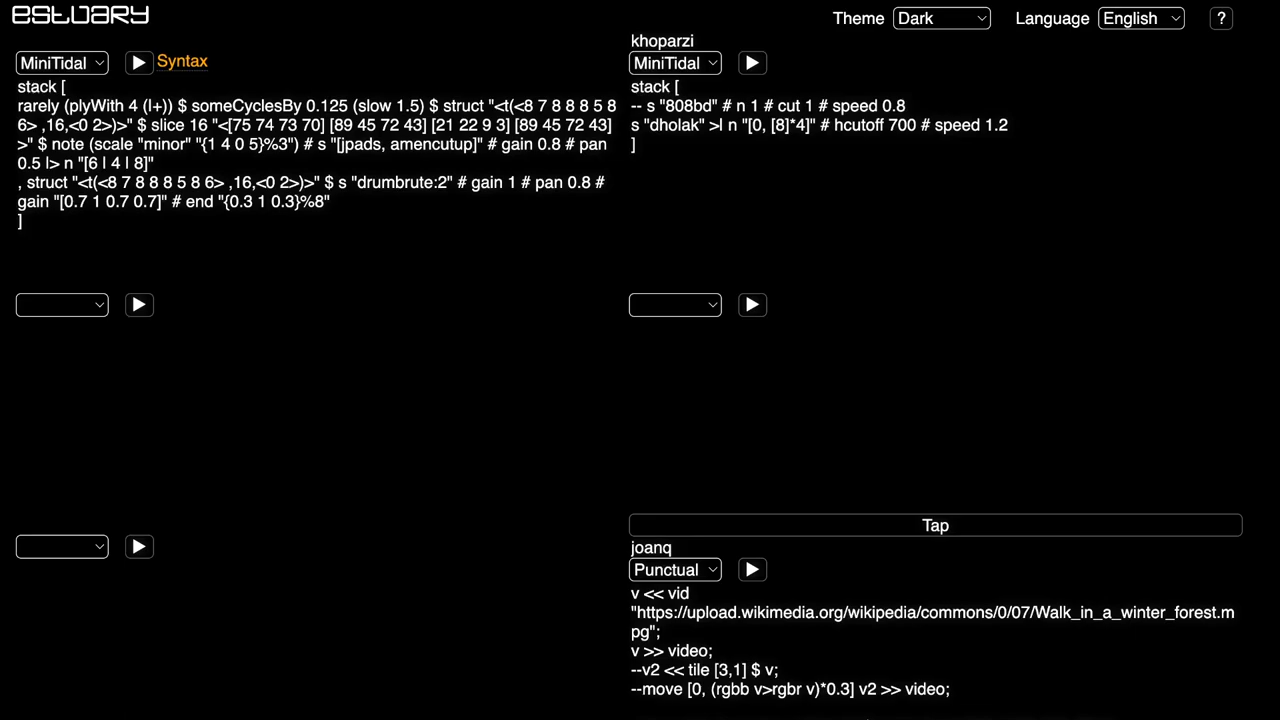 estuary
Theme Dark Language English ?
MiniTidal Syntax
stack [
rarely (plyWith 4 (|+)) $ someCyclesBy 0.125 (slow 1.5) $ struct "<t(<8 7 8 8 8 5 8
6> ,16,<0 2>)>" $ slice 16 "<[75 74 73 70] [89 45 72 43] [21 22 9 3] [89 45 72 43]
>" $ note (scale "minor" "{1 4 0 5}%3") # s "[jpads, amencutup]" # gain 0.8 # pan
0.5 |> n "[6 | 4 | 8]"
, struct "<t(<8 7 8 8 8 5 8 6> ,16,<0 2>)>" $ s "drumbrute:2" # gain 1 # pan 0.8 #
gain "[0.7 1 0.7 0.7]" # end "{0.3 1 0.3}%8"
]
khoparzi
MiniTidal
stack [
-- s "808bd" # n 1 # cut 1 # speed 0.8
s "dholak" >| n "[0, [8]*4]" # hcutoff 700 # speed 1.2
]
Tap
joanq
Punctual
v << vid
"https://upload.wikimedia.org/wikipedia/commons/0/07/Walk_in_a_winter_forest.m
pg";
v >> video;
--v2 << tile [3,1] $ v;
--move [0, (rgbb v>rgbr v)*0.3] v2 >> video;